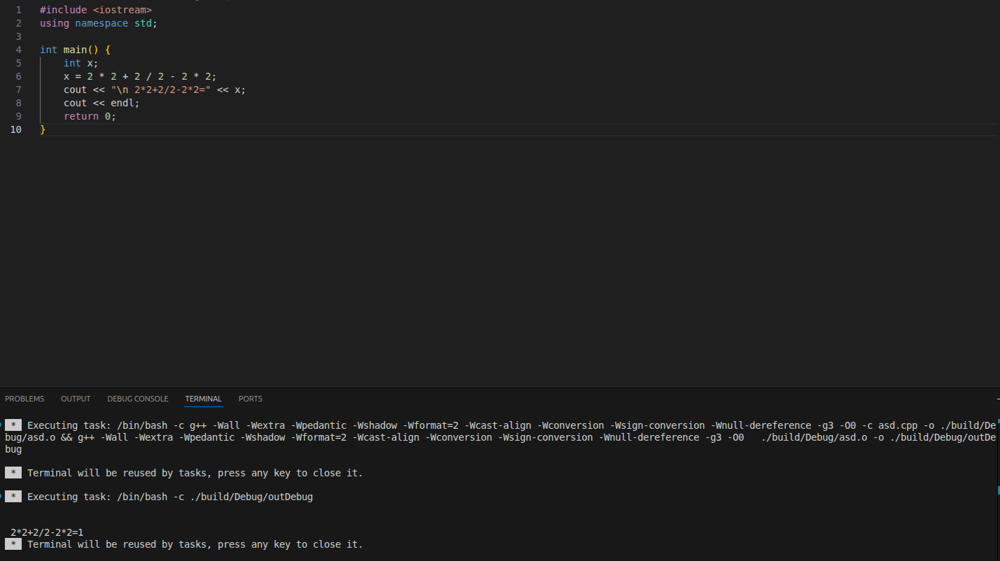 1 #include <iostream>
2 using namespace std;
3
4 int main() {
5     int x;
6     x = 2 * 2 + 2 / 2 - 2 * 2;
7     cout << "\n 2*2+2/2-2*2=" << x;
8     cout << endl;
9     return 0;
10 }
PROBLEMS OUTPUT DEBUG CONSOLE TERMINAL PORTS
* Executing task: /bin/bash -c g++ -Wall -Wextra -Wpedantic -Wshadow -Wformat=2 -Wcast-align -Wconversion -Wsign-conversion -Wnull-dereference -g3 -O0 -c asd.cpp -o ./build/De
bug/asd.o && g++ -Wall -Wextra -Wpedantic -Wshadow -Wformat=2 -Wcast-align -Wconversion -Wsign-conversion -Wnull-dereference -g3 -O0   ./build/Debug/asd.o -o ./build/Debug/outDe
bug
* Terminal will be reused by tasks, press any key to close it.
* Executing task: /bin/bash -c ./build/Debug/outDebug
2*2+2/2-2*2=1
* Terminal will be reused by tasks, press any key to close it.